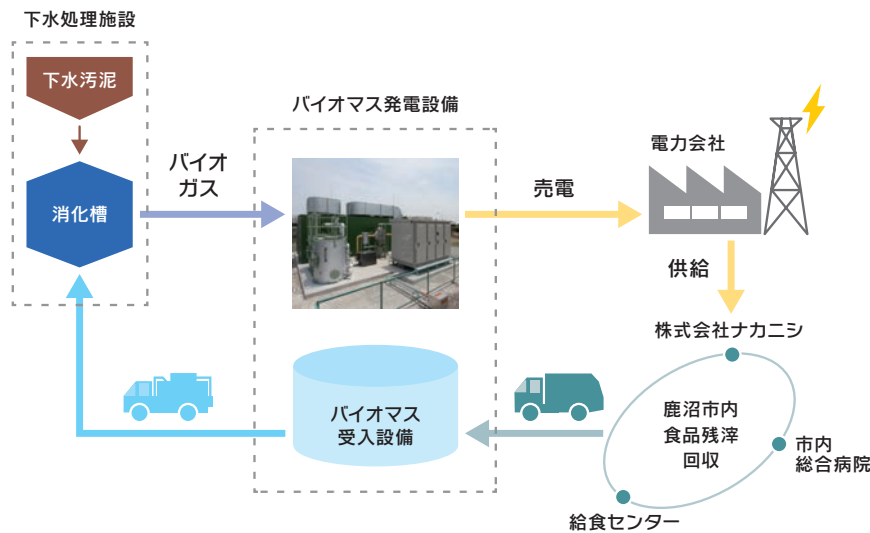 下水処理施設
下水汚泥
消化槽
バイオ
ガス
バイオマス発電設備
売電
電力会社
供給
株式会社ナカニシ
鹿沼市内
食品残滓
回収
市内
総合病院
給食センター
バイオマス
受入設備